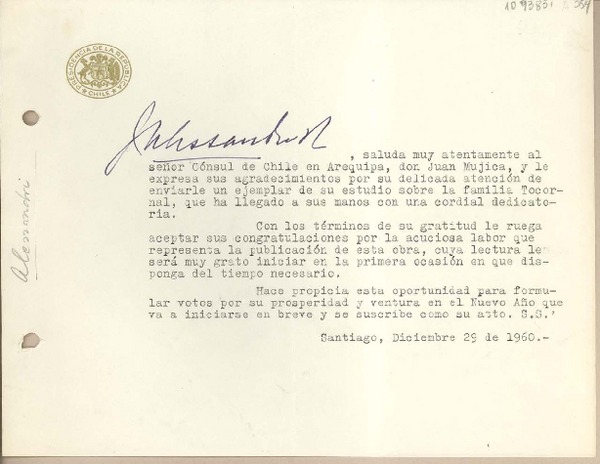 PRESIDENCIA DE LA REPUBLICA
CHILE
JAlessandri R
, saluda muy atentamente al
señor Cónsul de Chile en Arequipa, don Juan Mujica, y le
expresa sus agradecimientos por su delicada atención de
enviarle un ejemplar de su estudio sobre la familia Tocor-
nal, que ha llegado a sus manos con una cordial dedicato-
ria.
Con los términos de su gratitud le ruega
aceptar sus congratulaciones por la acuciosa labor que
representa la publicación de esta obra, cuya lectura le
será muy grato iniciar en la primera ocasión en que dis-
ponga del tiempo necesario.
Hace propicia esta oportunidad para formu-
lar votos por su prosperidad y ventura en el Nuevo Año que
va a iniciarse en breve y se suscribe como su atto. S.S.
Santiago, Diciembre 29 de 1960.-
Alessandri